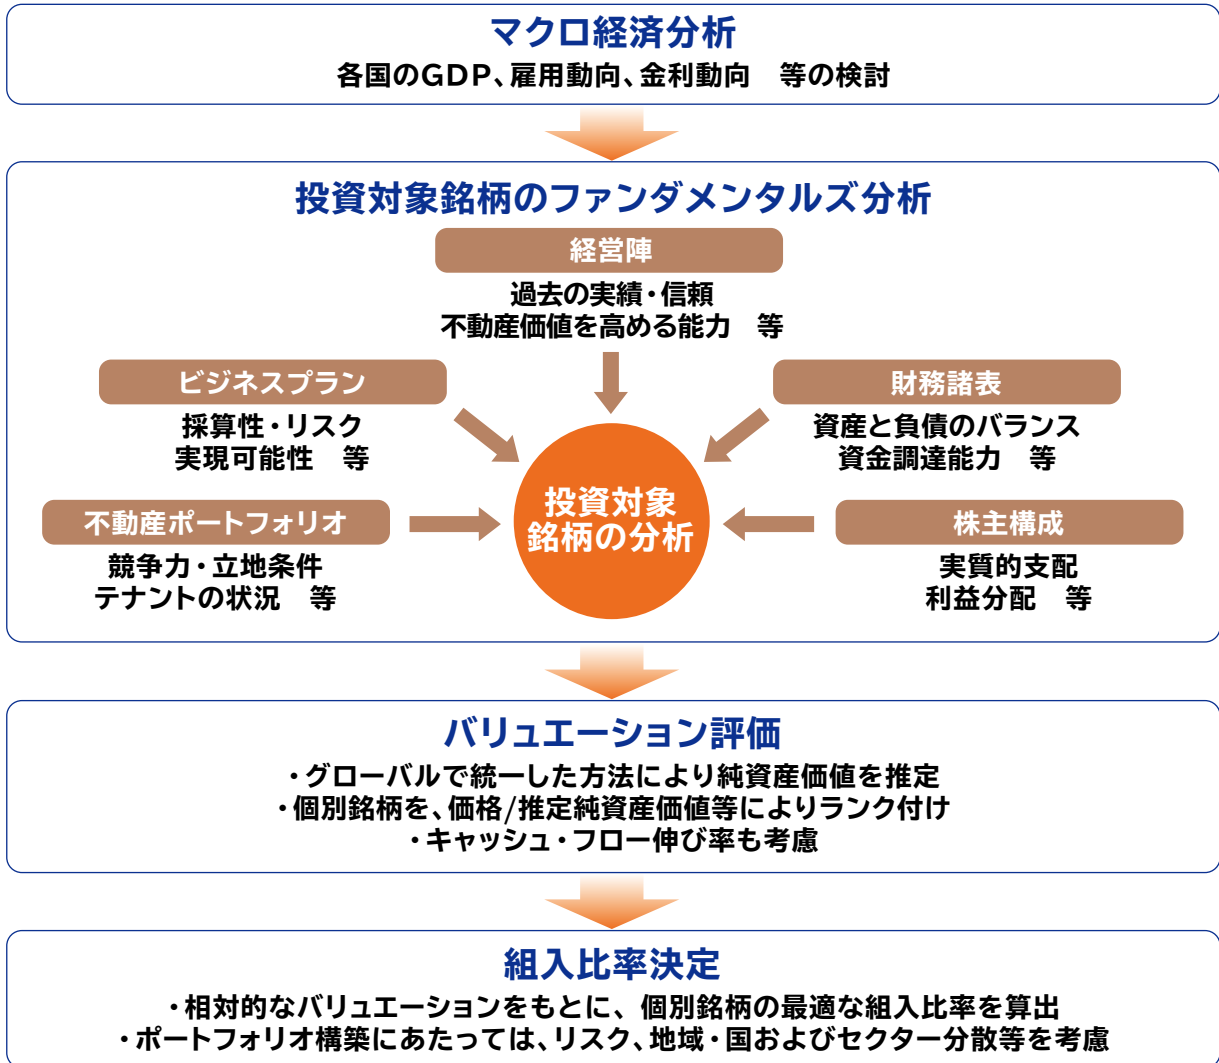 マクロ経済分析
各国のGDP、雇用動向、金利動向　等の検討
投資対象銘柄のファンダメンタルズ分析
経営陣
過去の実績・信頼
不動産価値を高める能力　等
ビジネスプラン
採算性・リスク
実現可能性　等
財務諸表
資産と負債のバランス
資金調達能力　等
不動産ポートフォリオ
競争力・立地条件
テナントの状況　等
投資対象
銘柄の分析
株主構成
実質的支配
利益分配　等
バリュエーション評価
・グローバルで統一した方法により純資産価値を推定
・個別銘柄を、価格/推定純資産価値等によりランク付け
・キャッシュ・フロー伸び率も考慮
組入比率決定
・相対的なバリュエーションをもとに、個別銘柄の最適な組入比率を算出
・ポートフォリオ構築にあたっては、リスク、地域・国およびセクター分散等を考慮